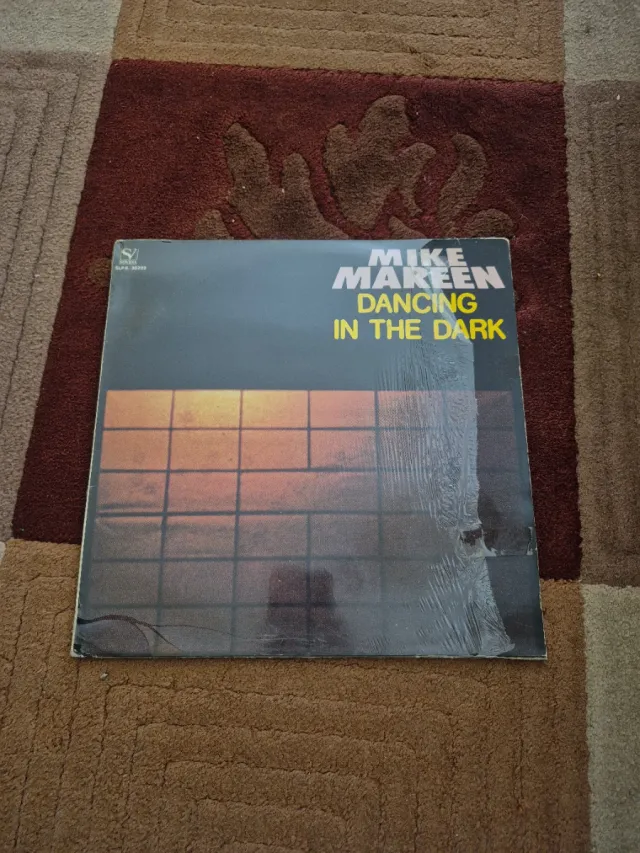 MIKE
MAREEN
DANCING
IN THE DARK